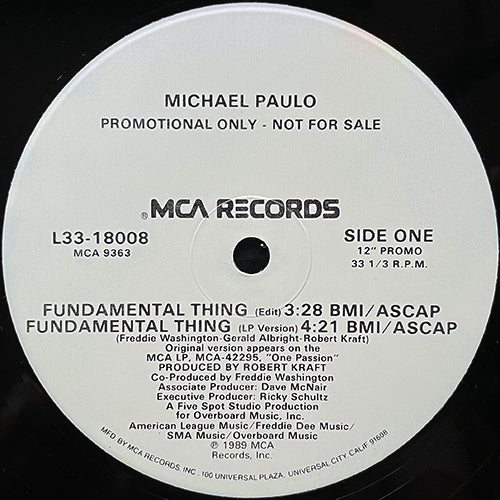 MICHAEL PAULO
PROMOTIONAL ONLY - NOT FOR SALE
®MCA RECORDS
L33-18008
MCA 9363
SIDE ONE
12" PROMO
33 1/3 R.P.M.
FUNDAMENTAL THING (Edit) 3:28 BMI/ASCAP
FUNDAMENTAL THING (LP Version) 4:21 BMI/ASCAP
(Freddie Washington-Gerald Albright-Robert Kraft)
Original version appears on the
MCA LP, MCA-42295, "One Passion"
PRODUCED BY ROBERT KRAFT
Co-Produced by Freddie Washington
Associate Producer: Dave McNair
Executive Producer: Ricky Schultz
A Five Spot Studio Production
for Overboard Music, Inc.
American League Music/Freddie Dee Music/
SMA Music/Overboard Music
℗ 1989 MCA
Records, Inc.
MFD. BY MCA RECORDS, INC., 100 UNIVERSAL PLAZA, UNIVERSAL CITY, CALIF. 91608